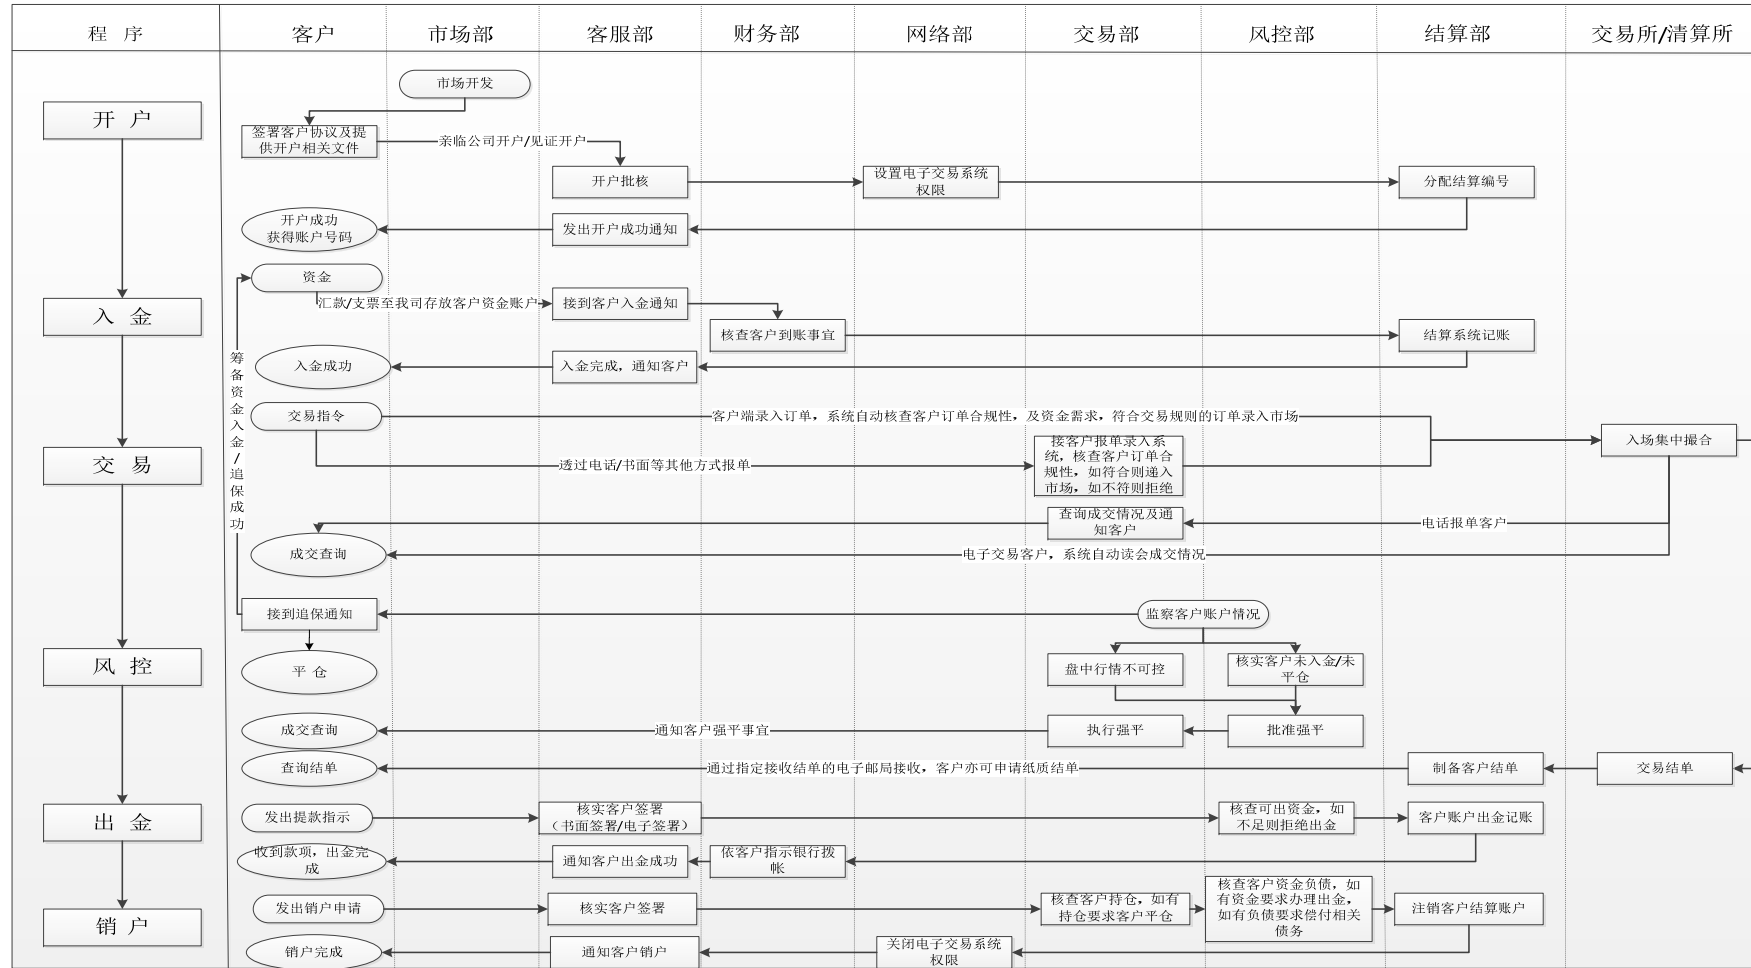 程 序
客户
市场部
客服部
财务部
网络部
交易部
风控部
结算部
交易所/清算所
市场开发
开 户
签署客户协议及提
供开户相关文件
亲临公司开户/见证开户
开户批核
设置电子交易系统
权限
分配结算编号
开户成功
获得账户号码
发出开户成功通知
资金
汇款/支票至我司存放客户资金账户
接到客户入金通知
入 金
核查客户到账事宜
结算系统记账
入金成功
入金完成，通知客户
筹备资金入金/追保成功
交易指令
客户端录入订单，系统自动核查客户订单合规性，及资金需求，符合交易规则的订单录入市场
入场集中撮合
交 易
透过电话/书面等其他方式报单
接客户报单录入系
统，核查客户订单合
规性，如符合则递入
市场，如不符则拒绝
查询成交情况及通
知客户
电话报单客户
成交查询
电子交易客户，系统自动读会成交情况
接到追保通知
监察客户账户情况
风 控
平 仓
盘中行情不可控
核实客户未入金/未
平仓
成交查询
通知客户强平事宜
执行强平
批准强平
查询结单
通过指定接收结单的电子邮局接收，客户亦可申请纸质结单
制备客户结单
交易结单
出 金
发出提款指示
核实客户签署
（书面签署/电子签署）
核查可出资金，如
不足则拒绝出金
客户账户出金记账
收到款项，出金完
成
通知客户出金成功
依客户指示银行拨
帐
销 户
发出销户申请
核实客户签署
核查客户持仓，如有
持仓要求客户平仓
核查客户资金负债，如
有资金要求办理出金，
如有负债要求偿付相关
债务
注销客户结算账户
销户完成
通知客户销户
关闭电子交易系统
权限